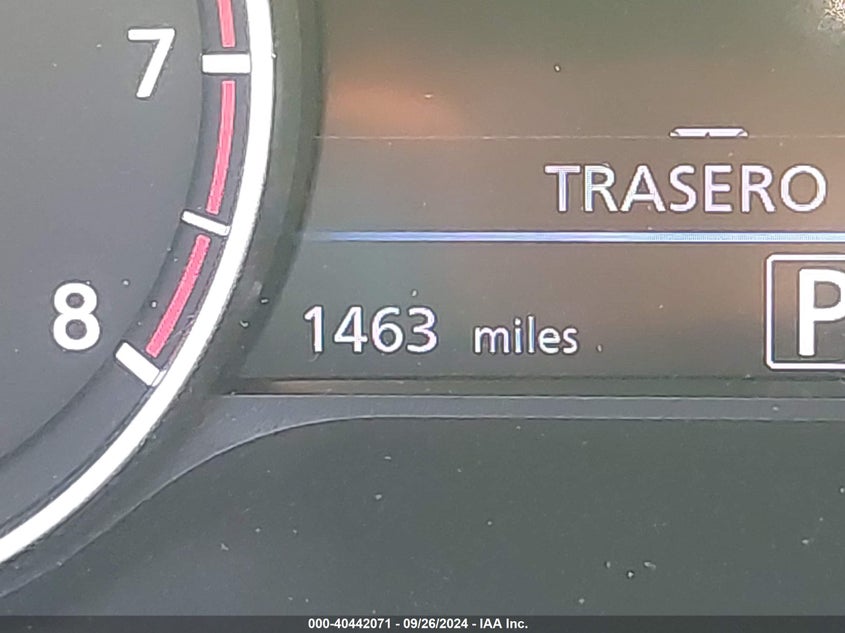 7
TRASERO
8
1463 miles
P
000-40442071 - 09/26/2024 - IAA Inc.